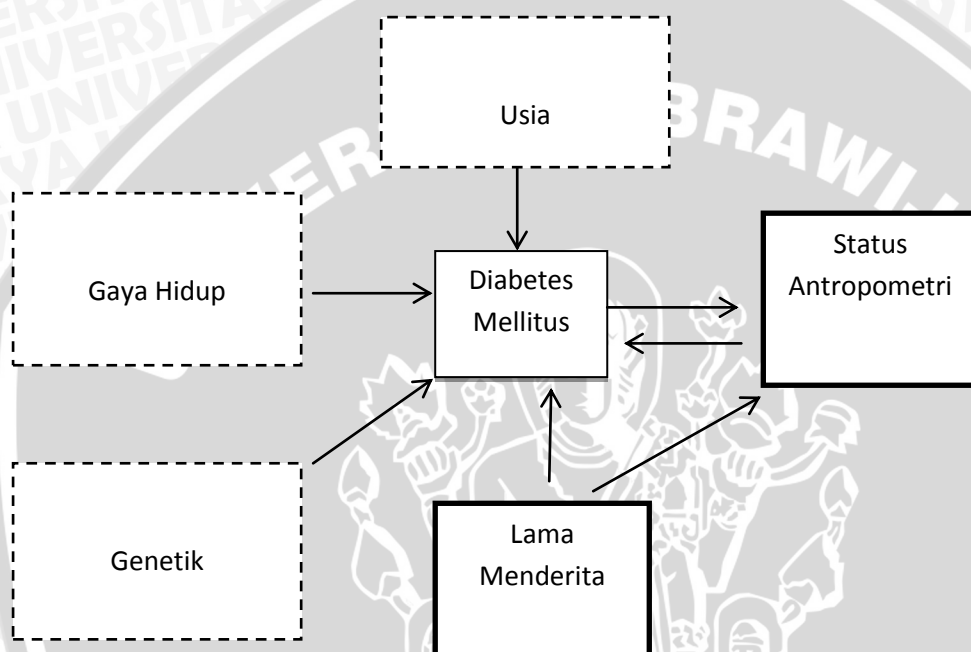 Usia
Gaya Hidup
Diabetes
Mellitus
Status
Antropometri
Genetik
Lama
Menderita